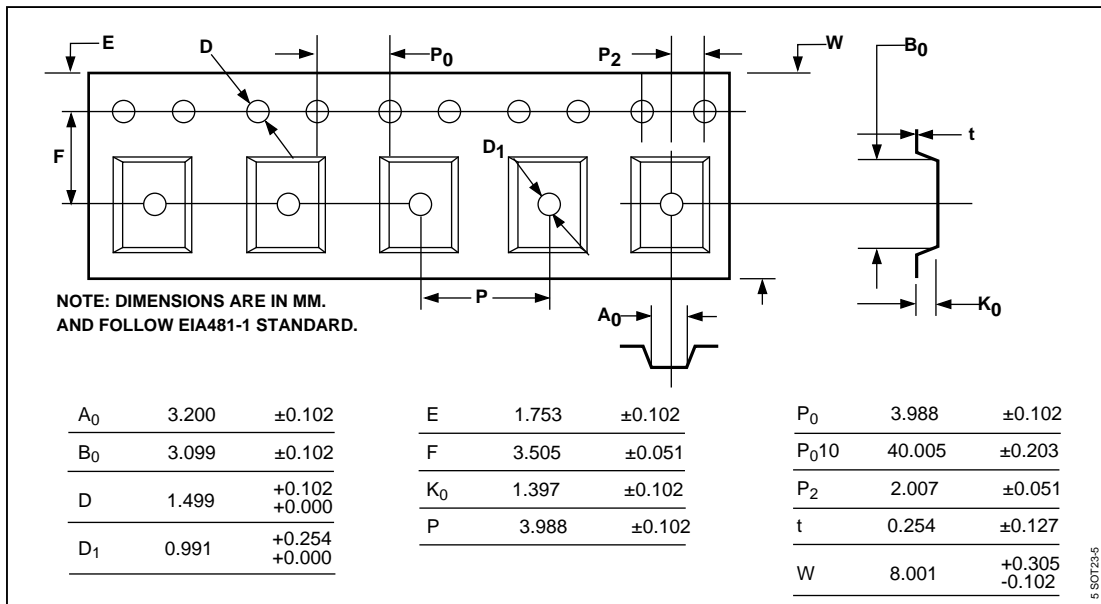 E
D
P0
P2
W
B0
F
D1
t
P
A0
K0
NOTE: DIMENSIONS ARE IN MM.
AND FOLLOW EIA481-1 STANDARD.
A0 3.200 ±0.102
B0 3.099 ±0.102
D 1.499 +0.102 +0.000
D1 0.991 +0.254 +0.000
E 1.753 ±0.102
F 3.505 ±0.051
K0 1.397 ±0.102
P 3.988 ±0.102
P0 3.988 ±0.102
P010 40.005 ±0.203
P2 2.007 ±0.051
t 0.254 ±0.127
W 8.001 +0.305 -0.102
5 SOT23-5